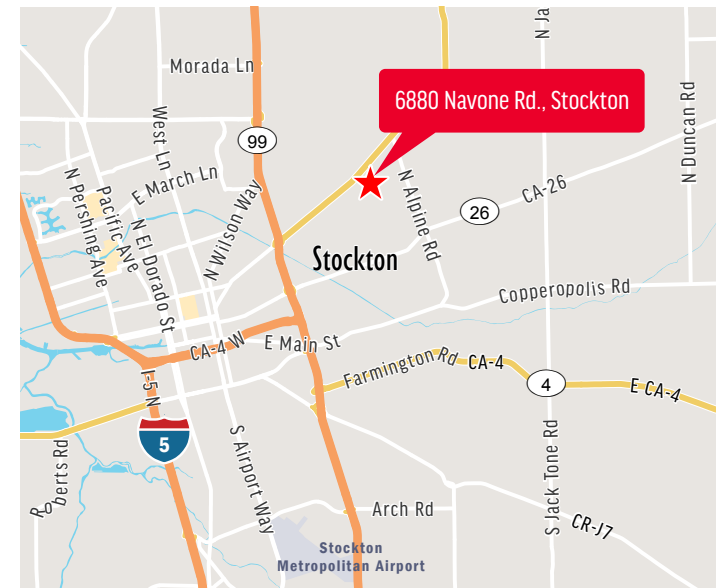 N Ja
Morada Ln
6880 Navone Rd., Stockton
N Duncan Rd
West Ln
99
E March Ln
N Pershing Ave
Pacific Ave
N El Dorado St
N Wilson Way
N Alpine Rd
CA-26
26
Stockton
Copperopolis Rd
CA-4 W
E Main St
Farmington Rd
CA-4
4
E CA-4
I-5 N
5
Roberts Rd
S Airport Way
S Jack Tone Rd
Arch Rd
CR-J7
Stockton
Metropolitan Airport